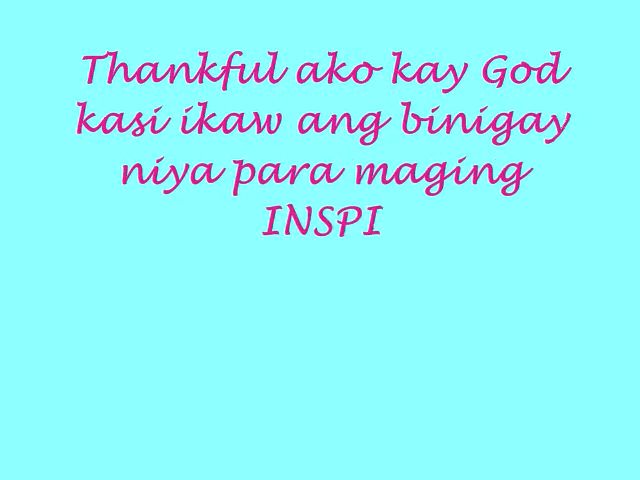 Thankful ako kay God
kasi ikaw ang binigay
niya para maging
INSPI